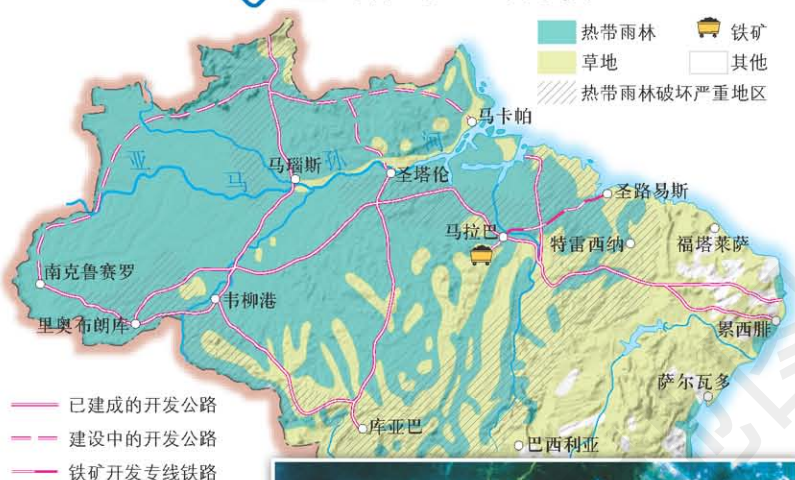 热带雨林
铁矿
草地
其他
热带雨林破坏严重地区
马卡帕
亚马孙河
马瑙斯
圣塔伦
圣路易斯
马拉巴
特雷西纳
福塔莱萨
南克鲁赛罗
韦柳港
里奥布朗库
累西腓
萨尔瓦多
已建成的开发公路
建设中的开发公路
库亚巴
巴西利亚
铁矿开发专线铁路